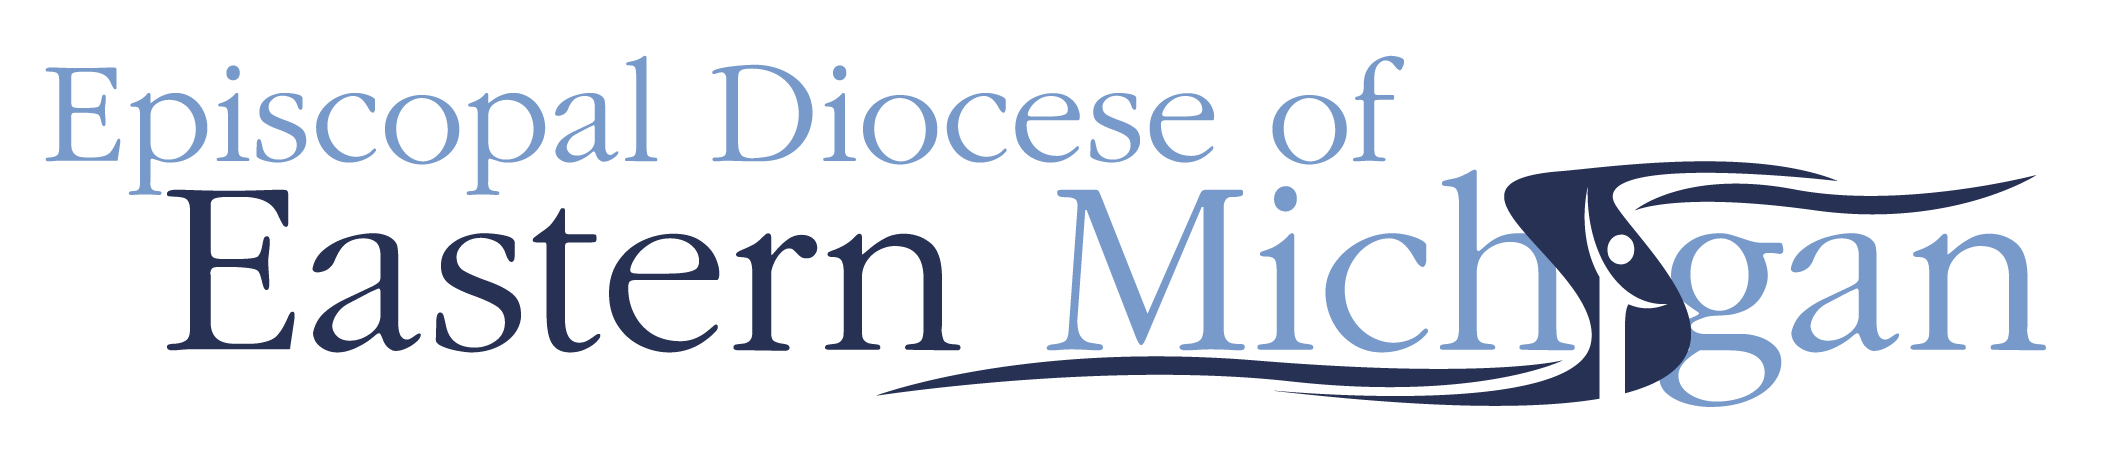 Episcopal Diocese of
Eastern Michigan